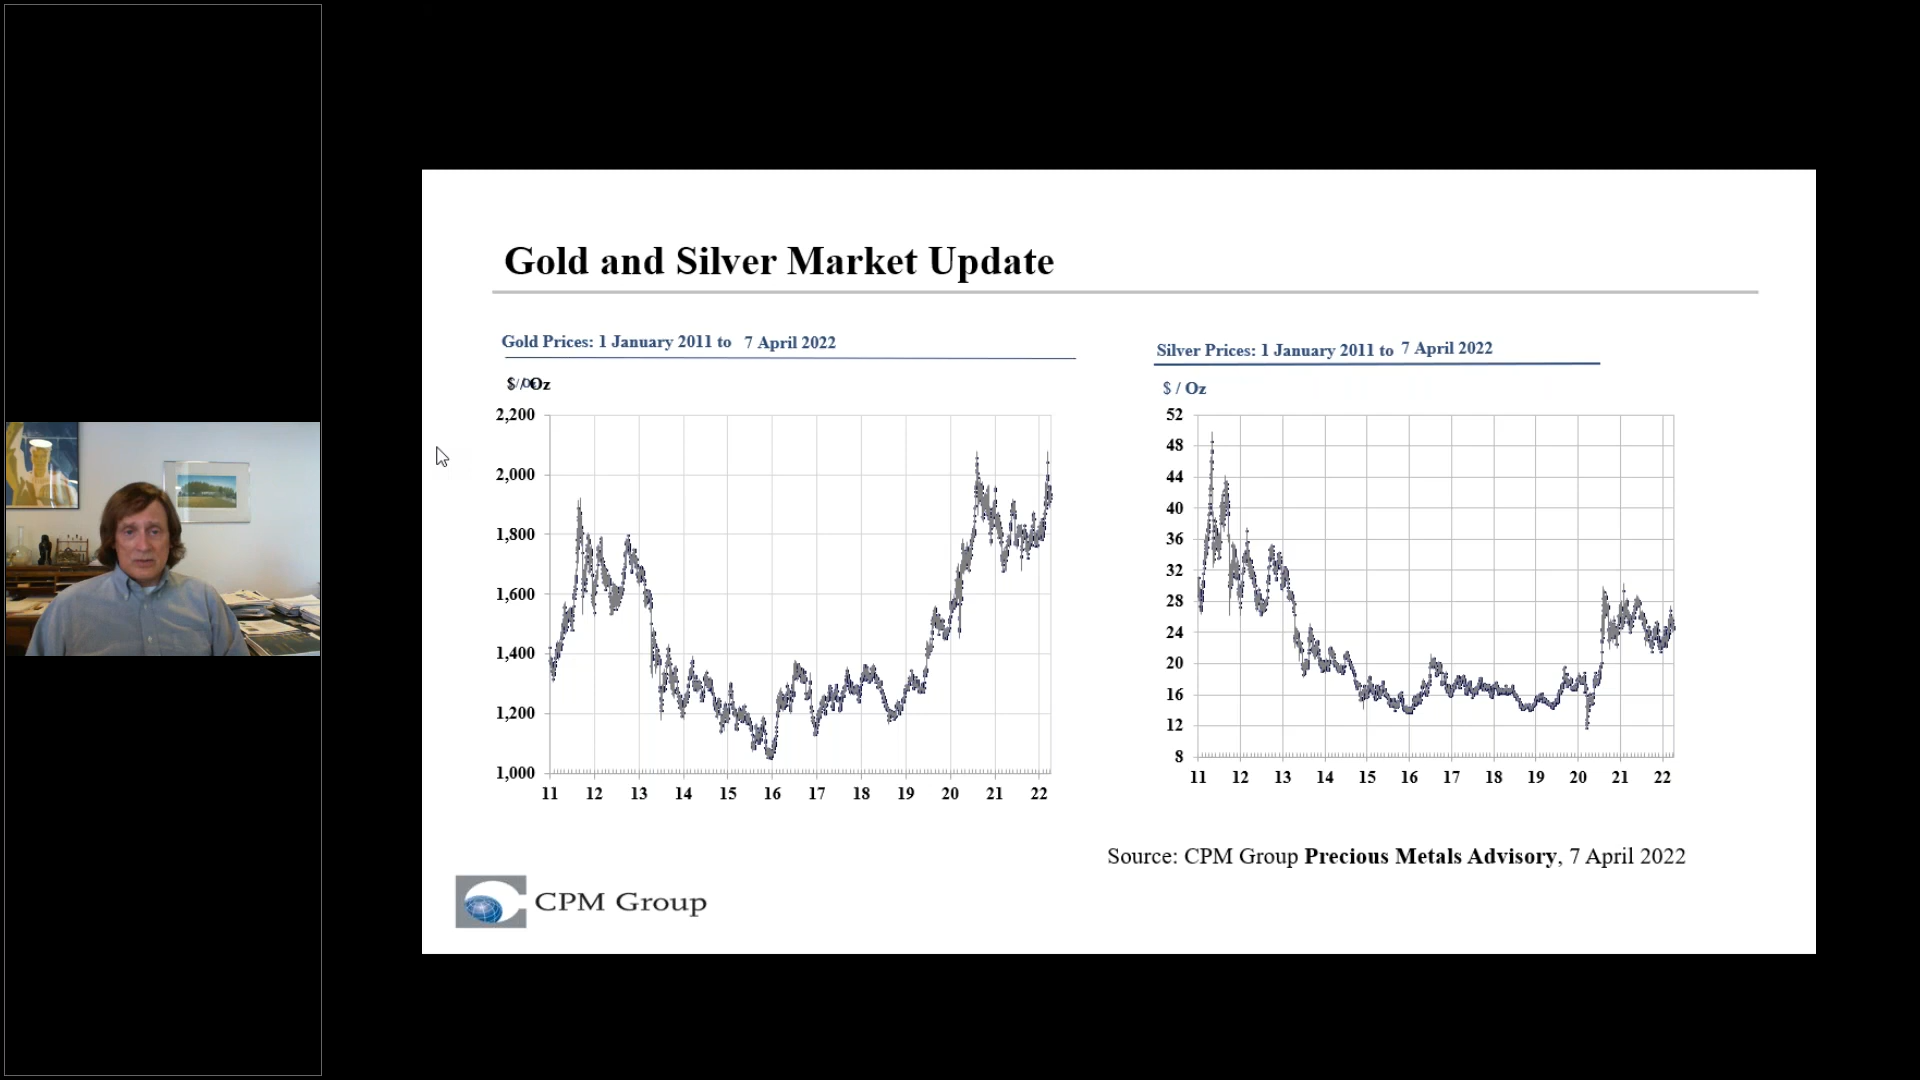 Gold and Silver Market Update
Gold Prices: 1 January 2011 to 7 April 2022
$ / Oz
2,200
2,000
1,800
1,600
1,400
1,200
1,000
11 12 13 14 15 16 17 18 19 20 21 22
Silver Prices: 1 January 2011 to 7 April 2022
$ / Oz
52
48
44
40
36
32
28
24
20
16
12
8
11 12 13 14 15 16 17 18 19 20 21 22
Source: CPM Group Precious Metals Advisory, 7 April 2022
CPM Group